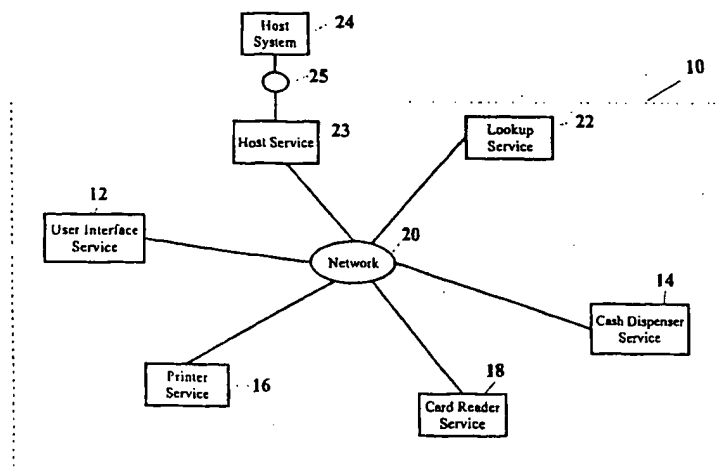 Host
System
24
25
10
Host Service
23
Lookup
Service
22
12
User Interface
Service
20
Network
14
Cash Dispenser
Service
Printer
Service
16
18
Card Reader
Service